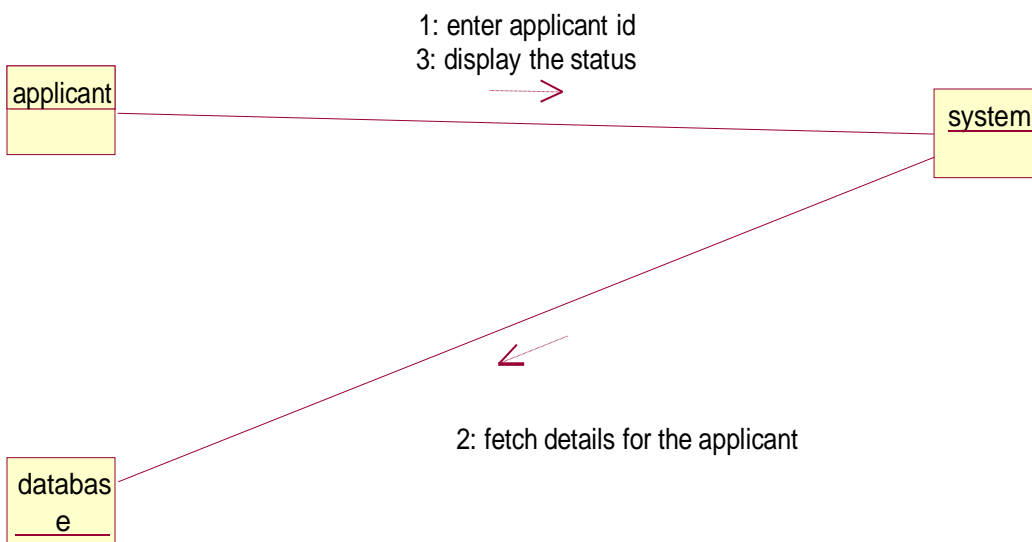 1: enter applicant id
3: display the status
applicant
system
2: fetch details for the applicant
databas
e